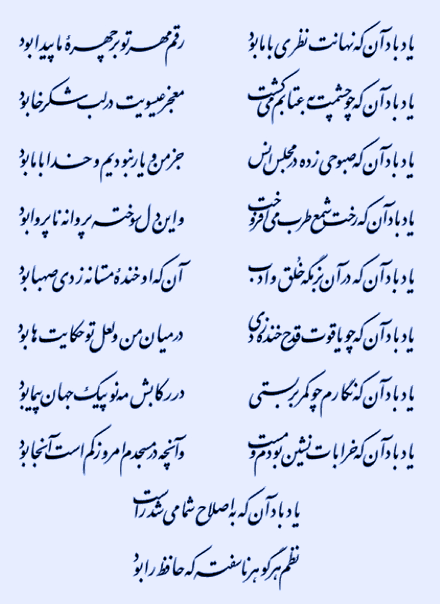 یاد باد آن که نهانت نظری با ما بود رقم مهر تو بر چهرهٔ ما پیدا بود
یاد باد آن که چو چشمت به عتابم می‌کشت معجز عیسویت در لب شکرخا بود
یاد باد آن که صبوحی زده در مجلس انس جز من و یار نبودیم و خدا با ما بود
یاد باد آن که رخت شمع طرب می‌افروخت واین دل سوخته پروانه ناپروا بود
یاد باد آن که در آن بزمگه خُلق و ادب آن که او خندهٔ مستانه زدی صهبا بود
یاد باد آن که چو یاقوت قدح خنده زدی در میان من و لعل تو حکایت‌ها بود
یاد باد آن که نگارم چو کمر بربستی در رکابش مه نو پیک جهان پیما بود
یاد باد آن که خرابات نشین بودم و مست وآنچه در مسجدم امروز کم است آنجا بود
یاد باد آن که به اصلاح شما می‌شد راست
نظم هر گوهر ناسفته که حافظ را بود